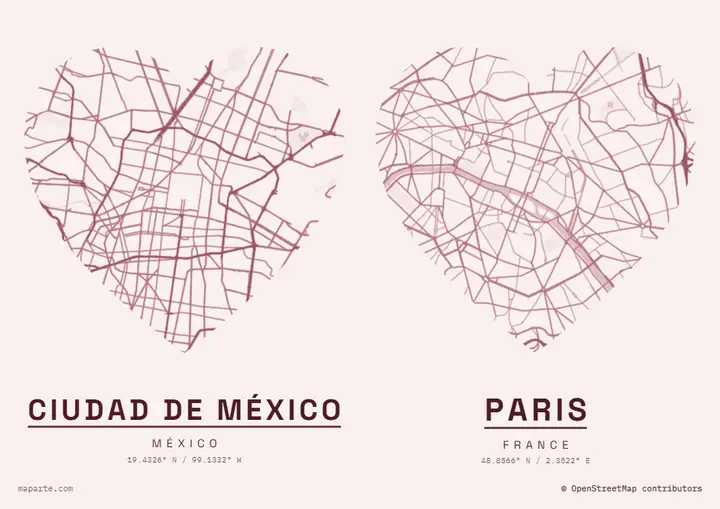 CIUDAD DE MÉXICO
MÉXICO
19.4326° N / 99.1332° W
PARIS
FRANCE
48.8566° N / 2.3522° E
maparte.com
© OpenStreetMap contributors